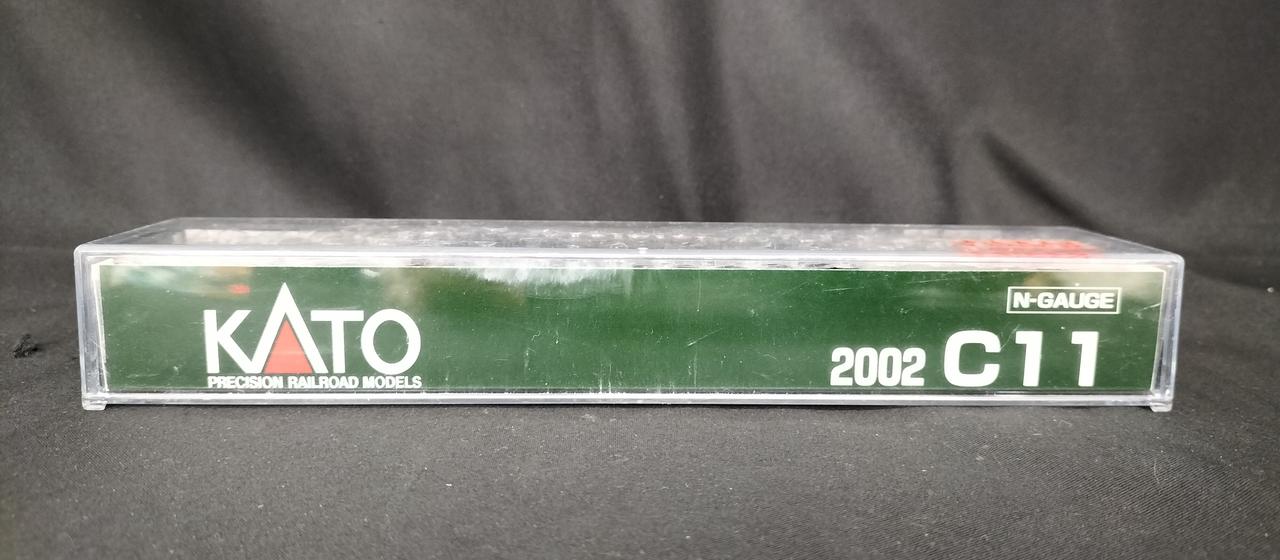 KATO
PRECISION RAILROAD MODELS
N-GAUGE
2002 C11